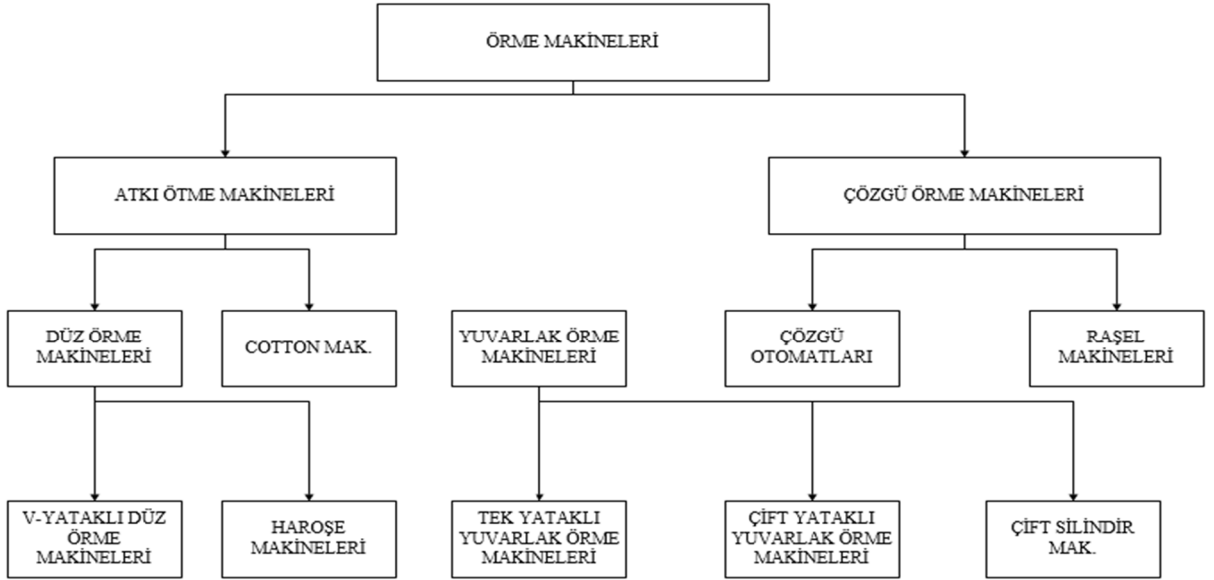 ÖRME MAKİNELERİ
ATKI ÖTME MAKİNELERİ
ÇÖZGÜ ÖRME MAKİNELERİ
DÜZ ÖRME
MAKİNELERİ
COTTON MAK.
YUVARLAK ÖRME
MAKİNELERİ
ÇÖZGÜ
OTOMATLARI
RAŞEL
MAKİNELERİ
V-YATAKLI DÜZ
ÖRME
MAKİNELERİ
HAROŞE
MAKİNELERİ
TEK YATAKLI
YUVARLAK ÖRME
MAKİNELERİ
ÇİFT YATAKLI
YUVARLAK ÖRME
MAKİNELERİ
ÇİFT SİLİNDİR
MAK.